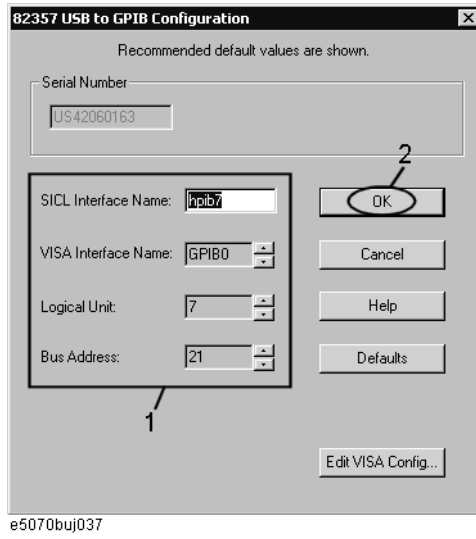 82357 USB to GPIB Configuration
Recommended default values are shown.
Serial Number
US42060163
2
SICL Interface Name: hpib7 OK
VISA Interface Name: GPIB0 Cancel
Logical Unit: 7 Help
Bus Address: 21 Defaults
1
Edit VISA Config...
e5070buj037